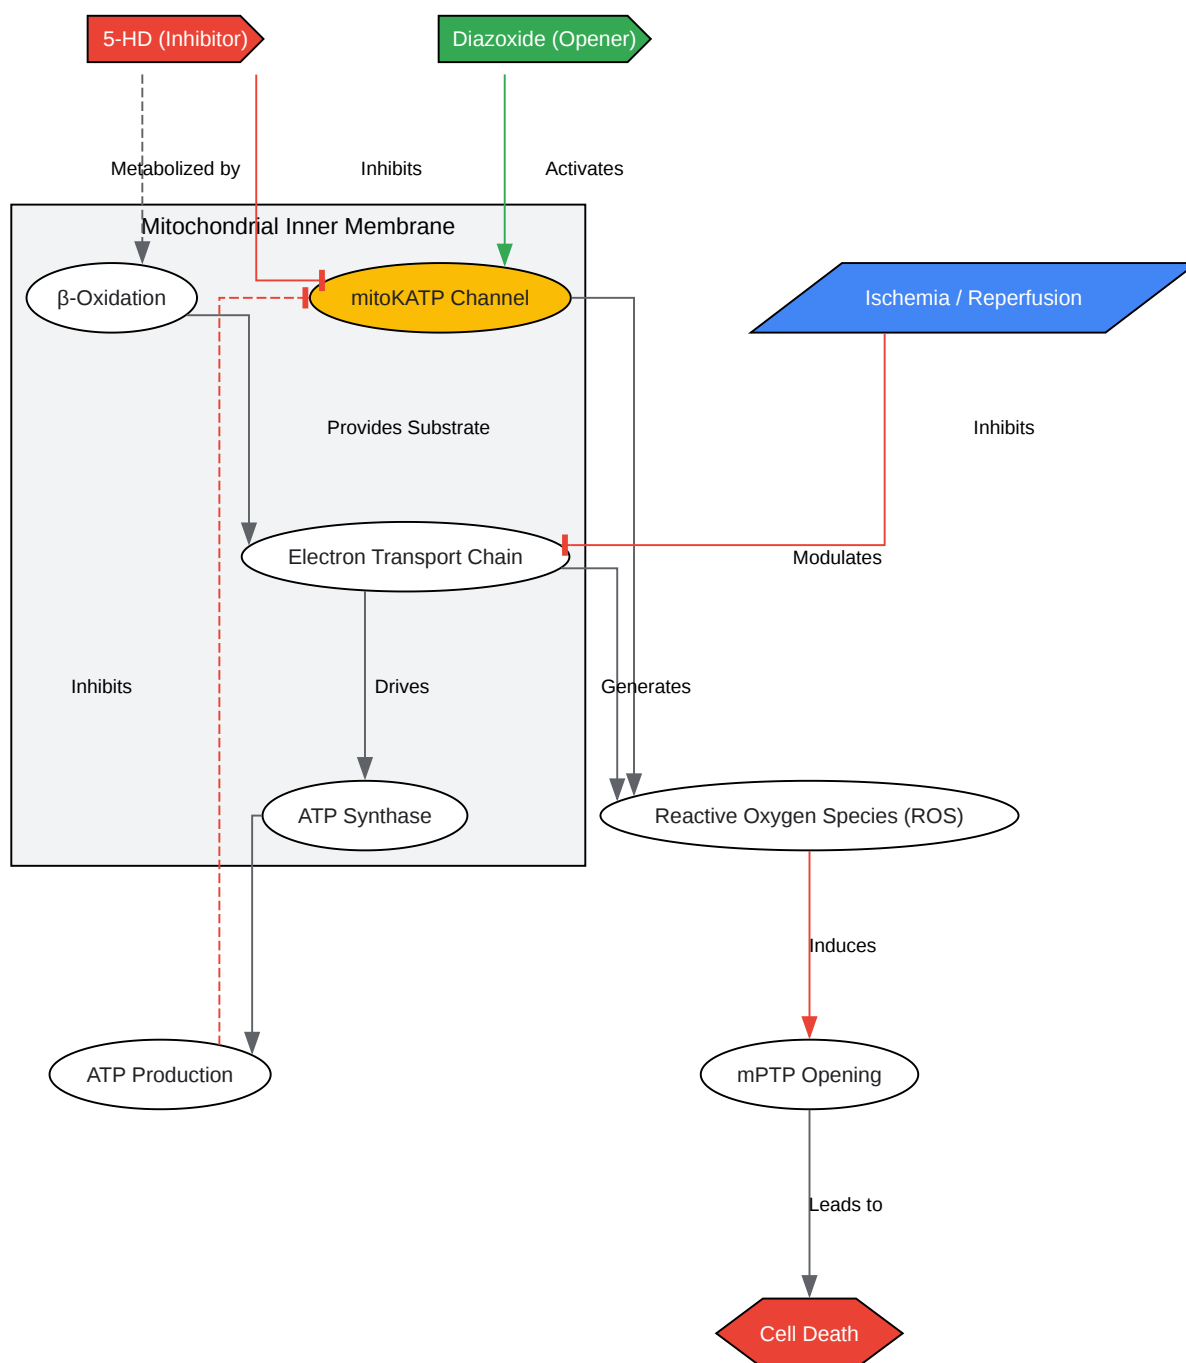 5-HD (Inhibitor)
Diazoxide (Opener)
Metabolized by
Inhibits
Activates
Mitochondrial Inner Membrane
β-Oxidation
mitoKATP Channel
Ischemia / Reperfusion
Provides Substrate
Inhibits
Electron Transport Chain
Modulates
Inhibits
Drives
Generates
ATP Synthase
Reactive Oxygen Species (ROS)
Induces
ATP Production
mPTP Opening
Leads to
Cell Death